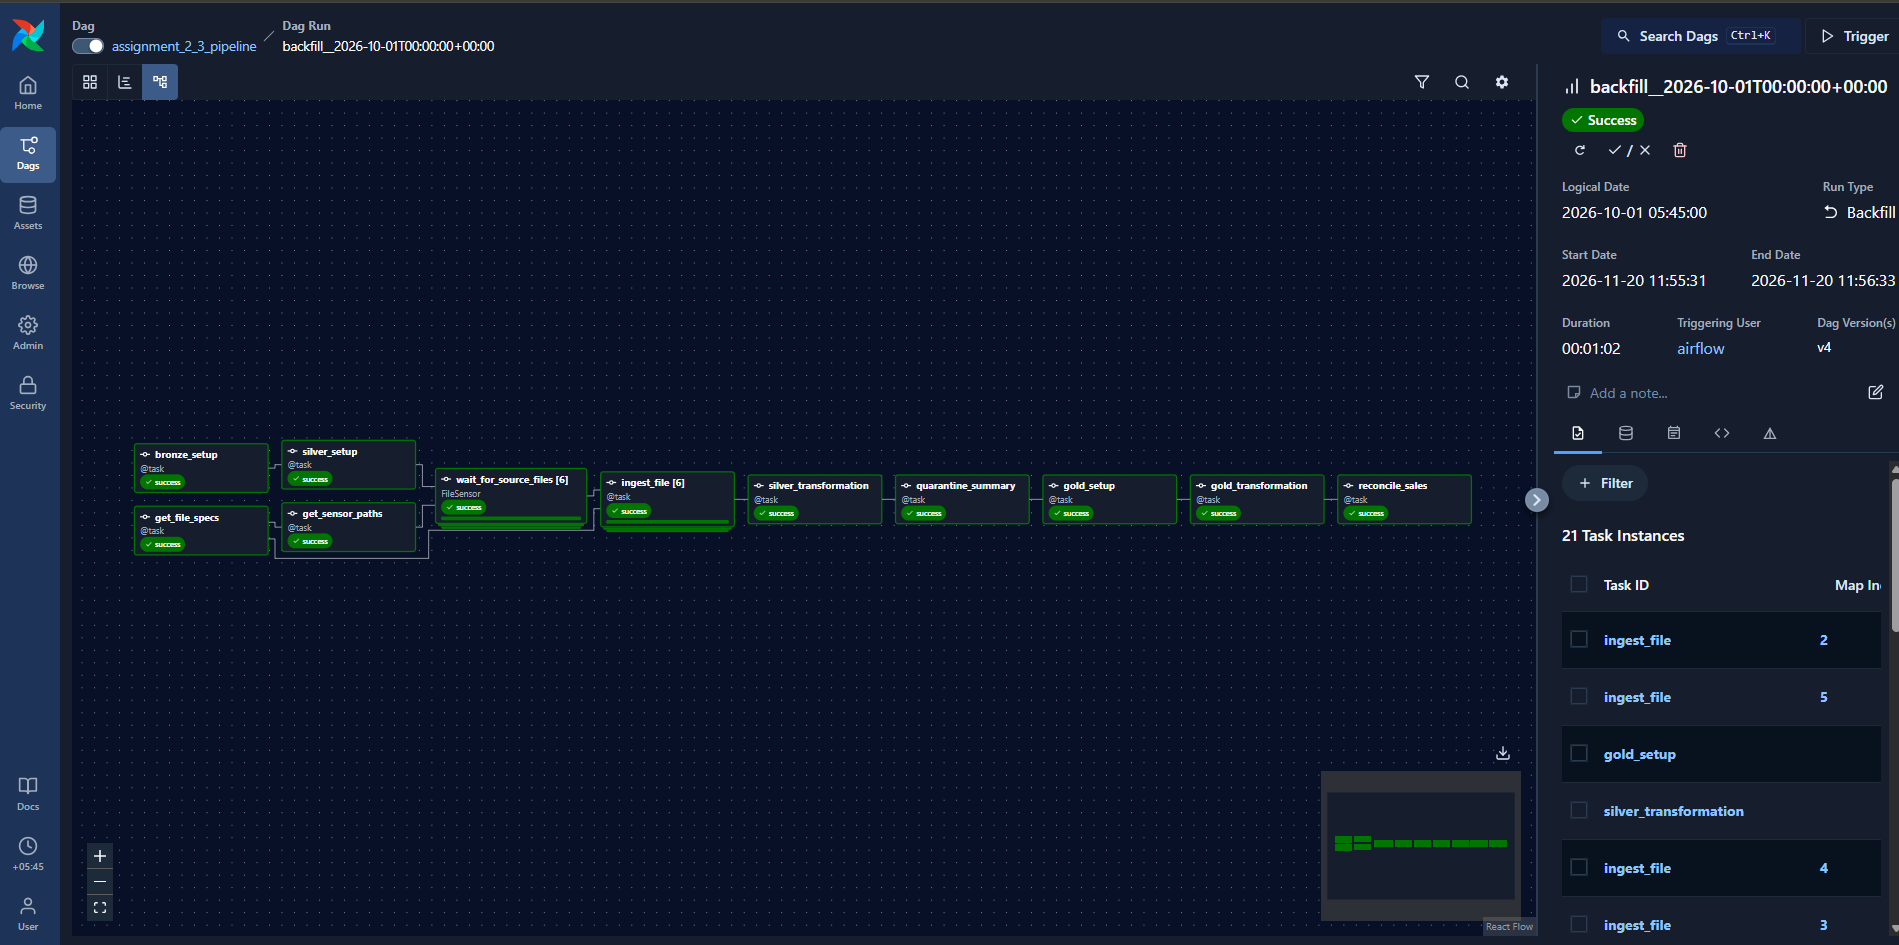 Dag
assignment_2_3_pipeline
/
Dag Run
backfill__2026-10-01T00:00:00+00:00
Search Dags Ctrl+K
Trigger
Home
Dags
Assets
Browse
Admin
Security
Docs
+05:45
User
bronze_setup
@task
success
get_file_specs
@task
success
silver_setup
@task
success
get_sensor_paths
@task
success
wait_for_source_files [6]
FileSensor
success
ingest_file [6]
@task
success
silver_transformation
@task
success
quarantine_summary
@task
success
gold_setup
@task
success
gold_transformation
@task
success
reconcile_sales
@task
success
React Flow
backfill__2026-10-01T00:00:00+00:00
Success
/
Logical Date
Run Type
2026-10-01 05:45:00
Backfill
Start Date
End Date
2026-11-20 11:55:31
2026-11-20 11:56:33
Duration
Triggering User
Dag Version(s)
00:01:02
airflow
v4
Add a note...
+ Filter
21 Task Instances
Task ID
Map In
ingest_file 2
ingest_file 5
gold_setup
silver_transformation
ingest_file 4
ingest_file 3